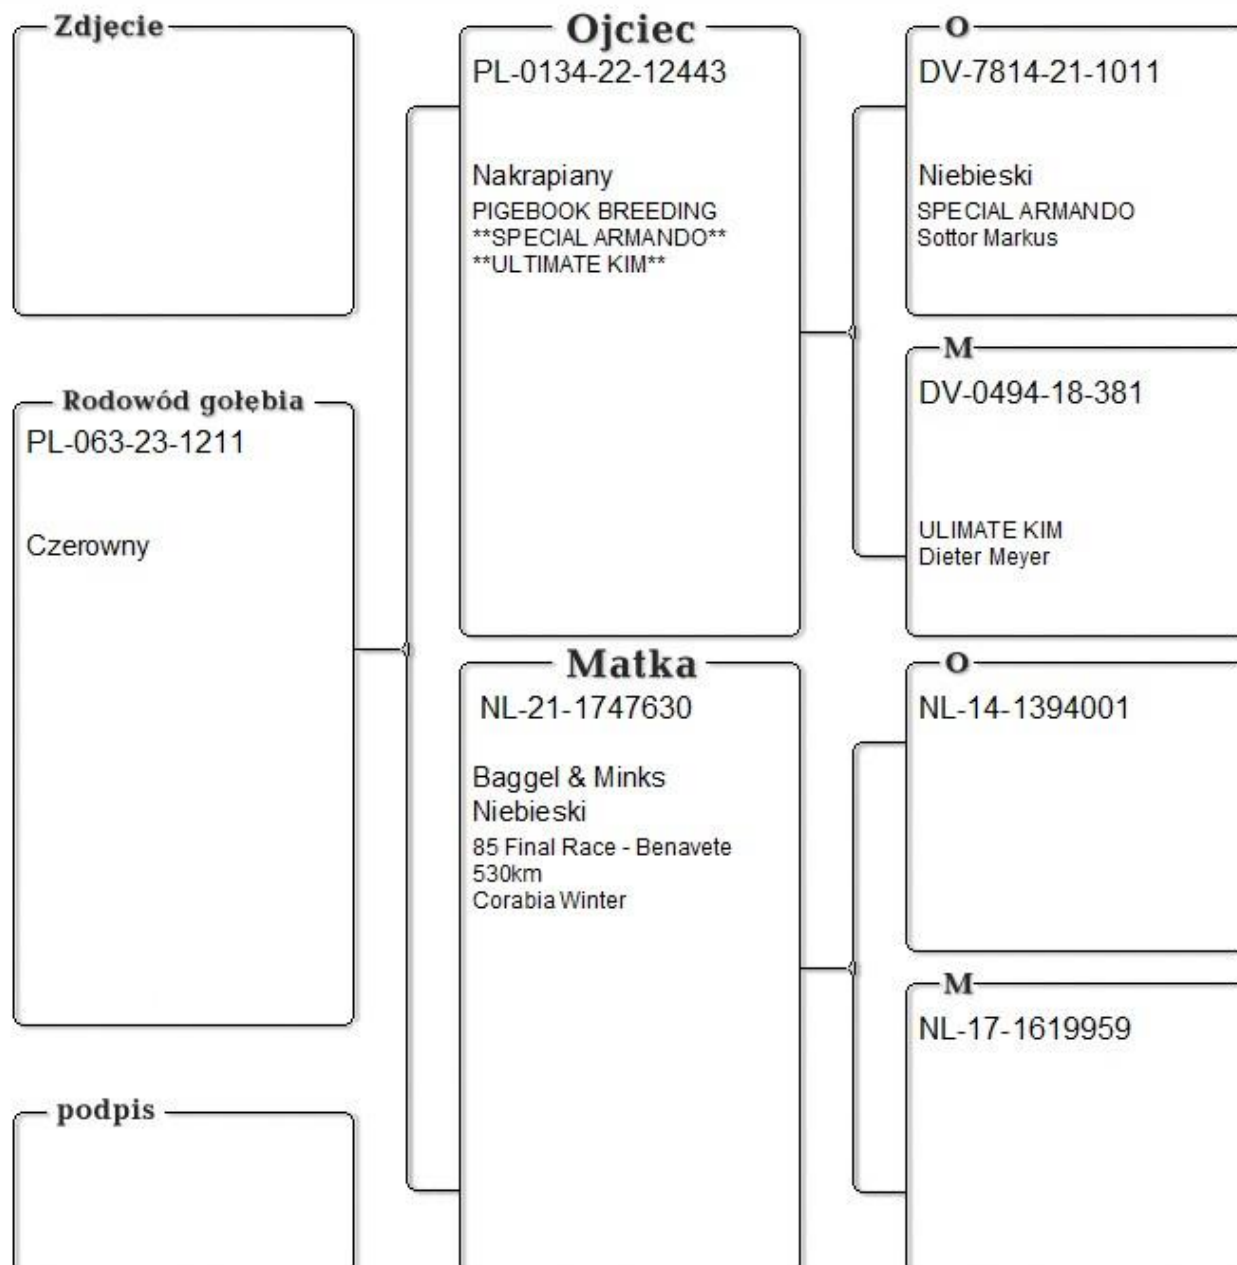 Zdjęcie
Rodowód gołębia
PL-063-23-1211
Czerowny
podpis
Ojciec
PL-0134-22-12443
Nakrapiany
PIGEBOOK BREEDING
**SPECIAL ARMANDO**
**ULTIMATE KIM**
Matka
NL-21-1747630
Baggel & Minks
Niebieski
85 Final Race - Benavete
530km
Corabia Winter
O
DV-7814-21-1011
Niebieski
SPECIAL ARMANDO
Sottor Markus
M
DV-0494-18-381
ULIMATE KIM
Dieter Meyer
O
NL-14-1394001
M
NL-17-1619959